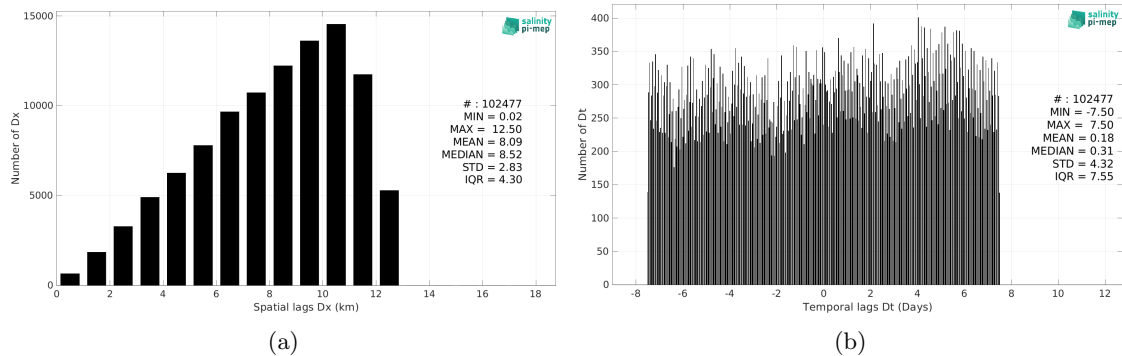 15000
10000
5000
0
Number of Dx
0 2 4 6 8 10 12 14 16 18
Spatial lags Dx (km)
salinity
pi-mep
# : 102477
MIN = 0.02
MAX = 12.50
MEAN = 8.09
MEDIAN = 8.52
STD = 2.83
IQR = 4.30
(a)
400
350
300
250
200
150
100
50
0
Number of Dt
-8 -6 -4 -2 0 2 4 6 8 10 12
Temporal lags Dt (Days)
salinity
pi-mep
# : 102477
MIN = -7.50
MAX = 7.50
MEAN = 0.18
MEDIAN = 0.31
STD = 4.32
IQR = 7.55
(b)